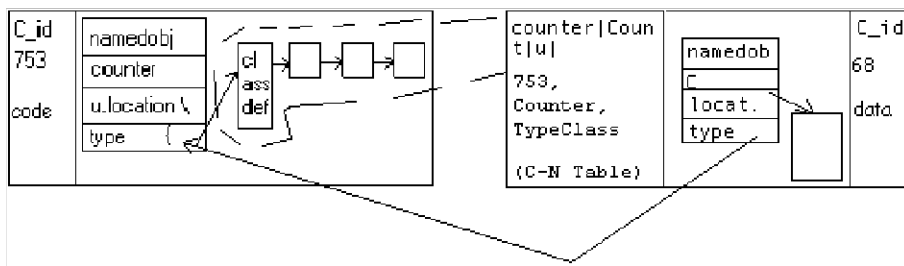 C_id
753
code
namedobj
counter
u.location
type
cl
ass
def
counter|Coun
t|u|
753,
Counter,
TypeClass
(C-N Table)
namedob
C
locat.
type
C_id
68
data